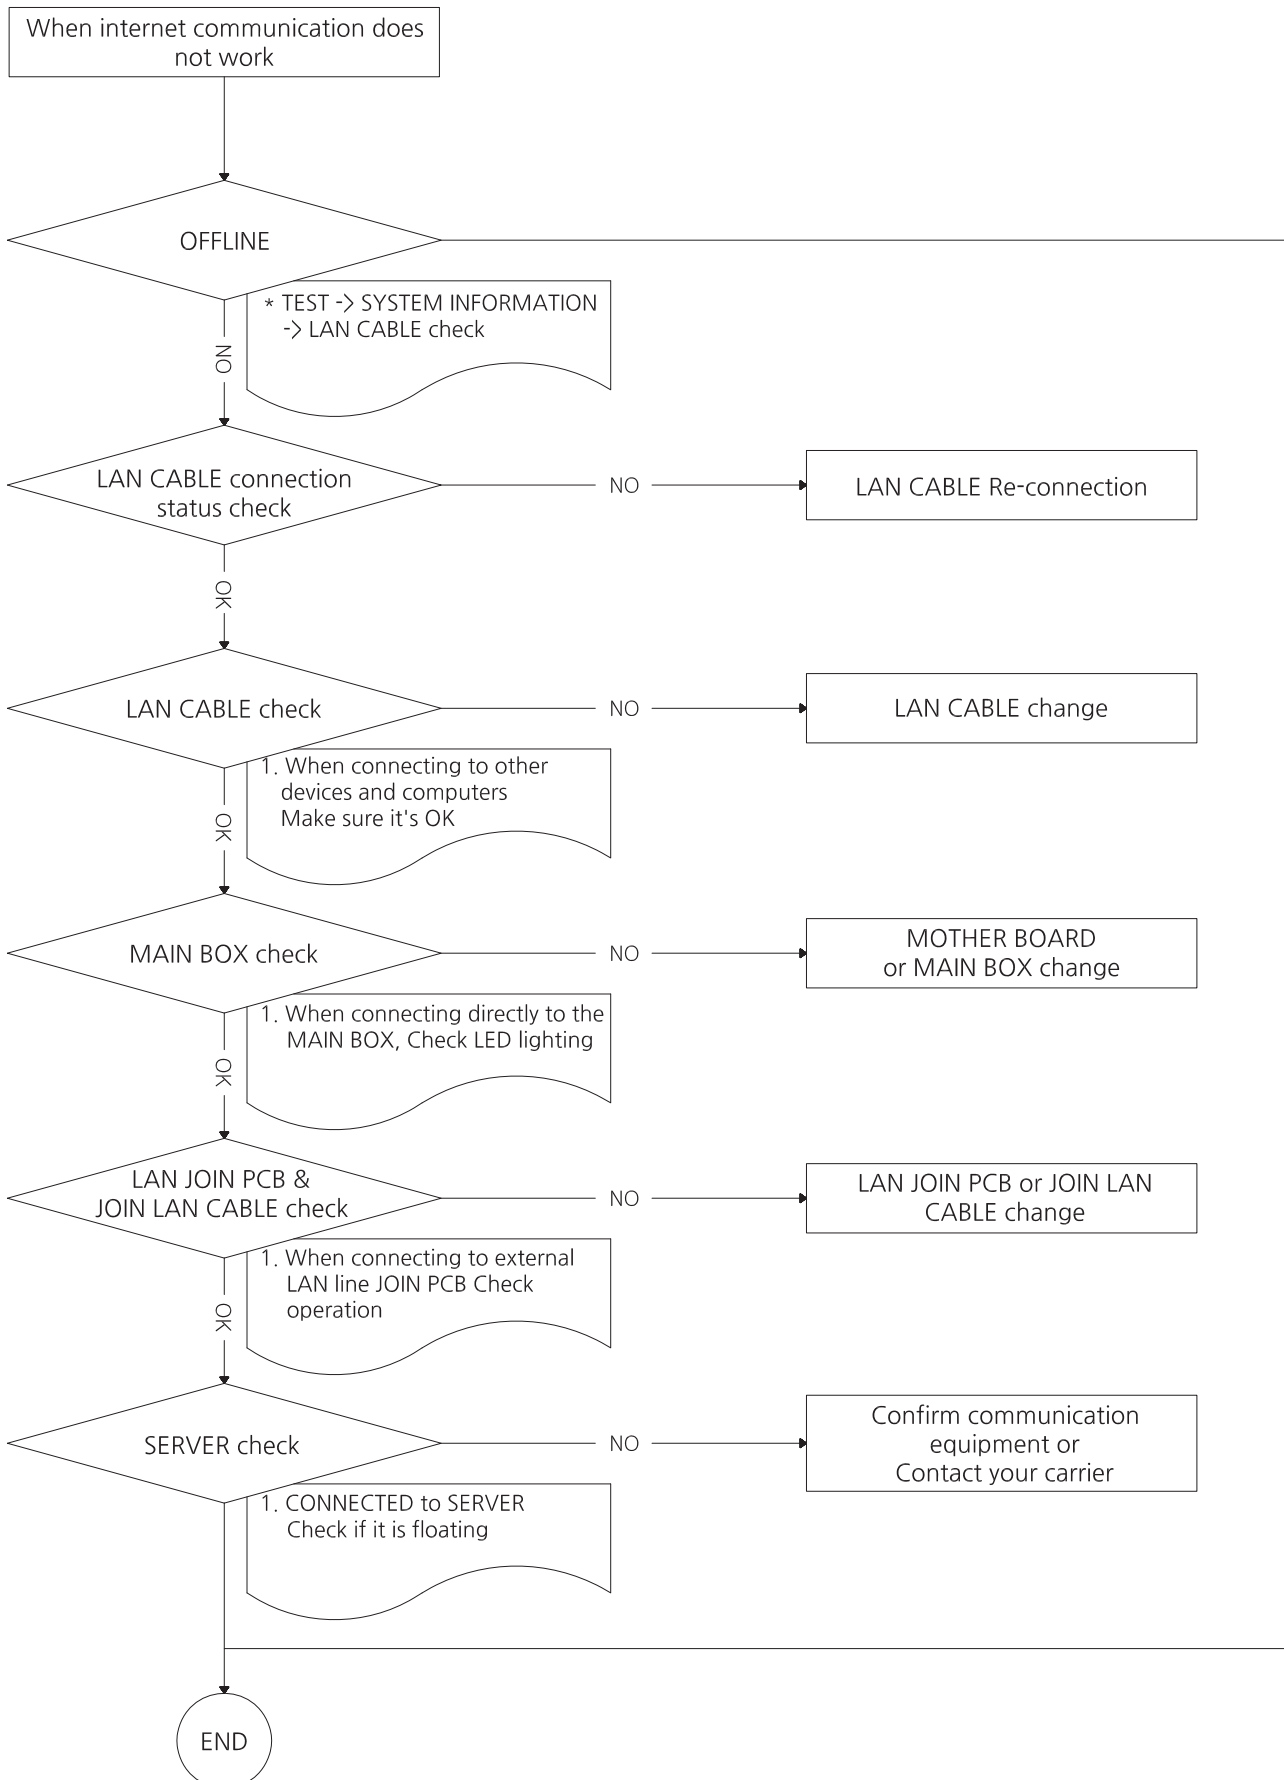 When internet communication does
not work
OFFLINE
* TEST -> SYSTEM INFORMATION
-> LAN CABLE check
NO
LAN CABLE connection
status check
NO
LAN CABLE Re-connection
OK
LAN CABLE check
NO
LAN CABLE change
1. When connecting to other
devices and computers
Make sure it's OK
OK
MAIN BOX check
NO
MOTHER BOARD
or MAIN BOX change
1. When connecting directly to the
MAIN BOX, Check LED lighting
OK
LAN JOIN PCB &
JOIN LAN CABLE check
NO
LAN JOIN PCB or JOIN LAN
CABLE change
1. When connecting to external
LAN line JOIN PCB Check
operation
OK
SERVER check
NO
Confirm communication
equipment or
Contact your carrier
1. CONNECTED to SERVER
Check if it is floating
END